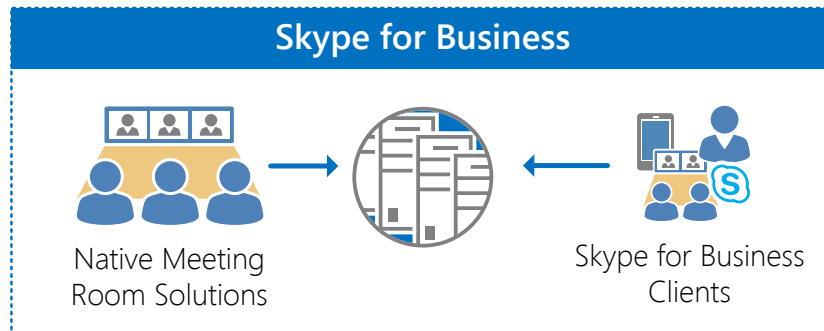 Skype for Business
S
Native Meeting
Room Solutions
Skype for Business
Clients